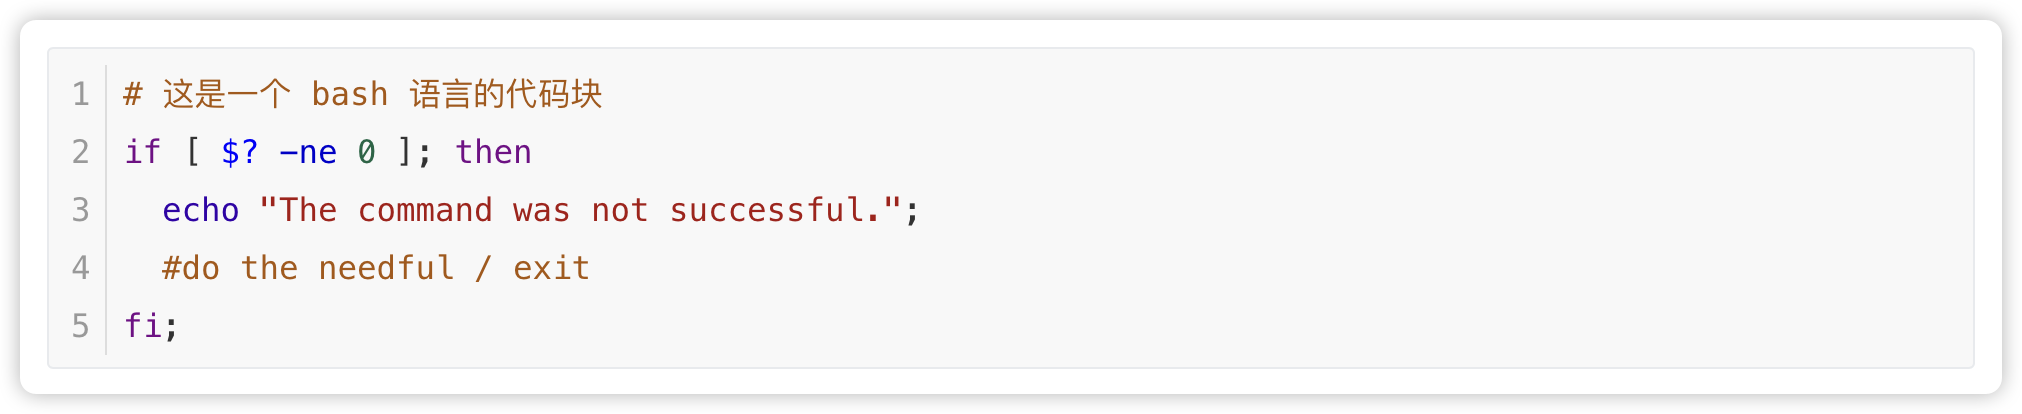 1 # 这是一个 bash 语言的代码块
2 if [ $? -ne 0 ]; then
3   echo "The command was not successful.";
4   #do the needful / exit
5 fi;